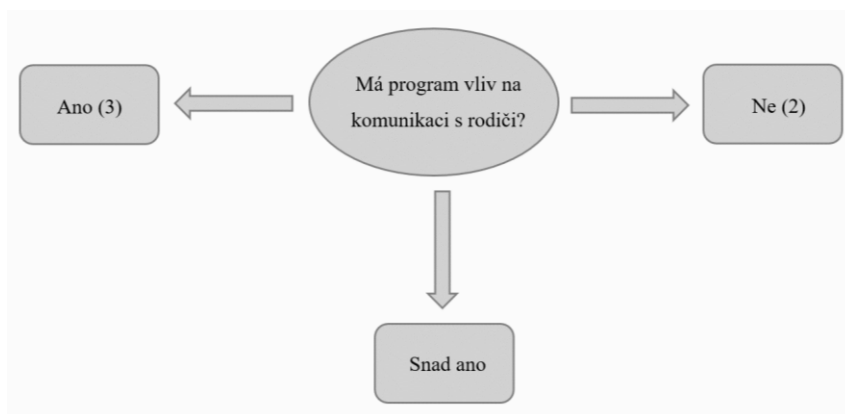 Má program vliv na
komunikaci s rodiči?
Ano (3)
Ne (2)
Snad ano